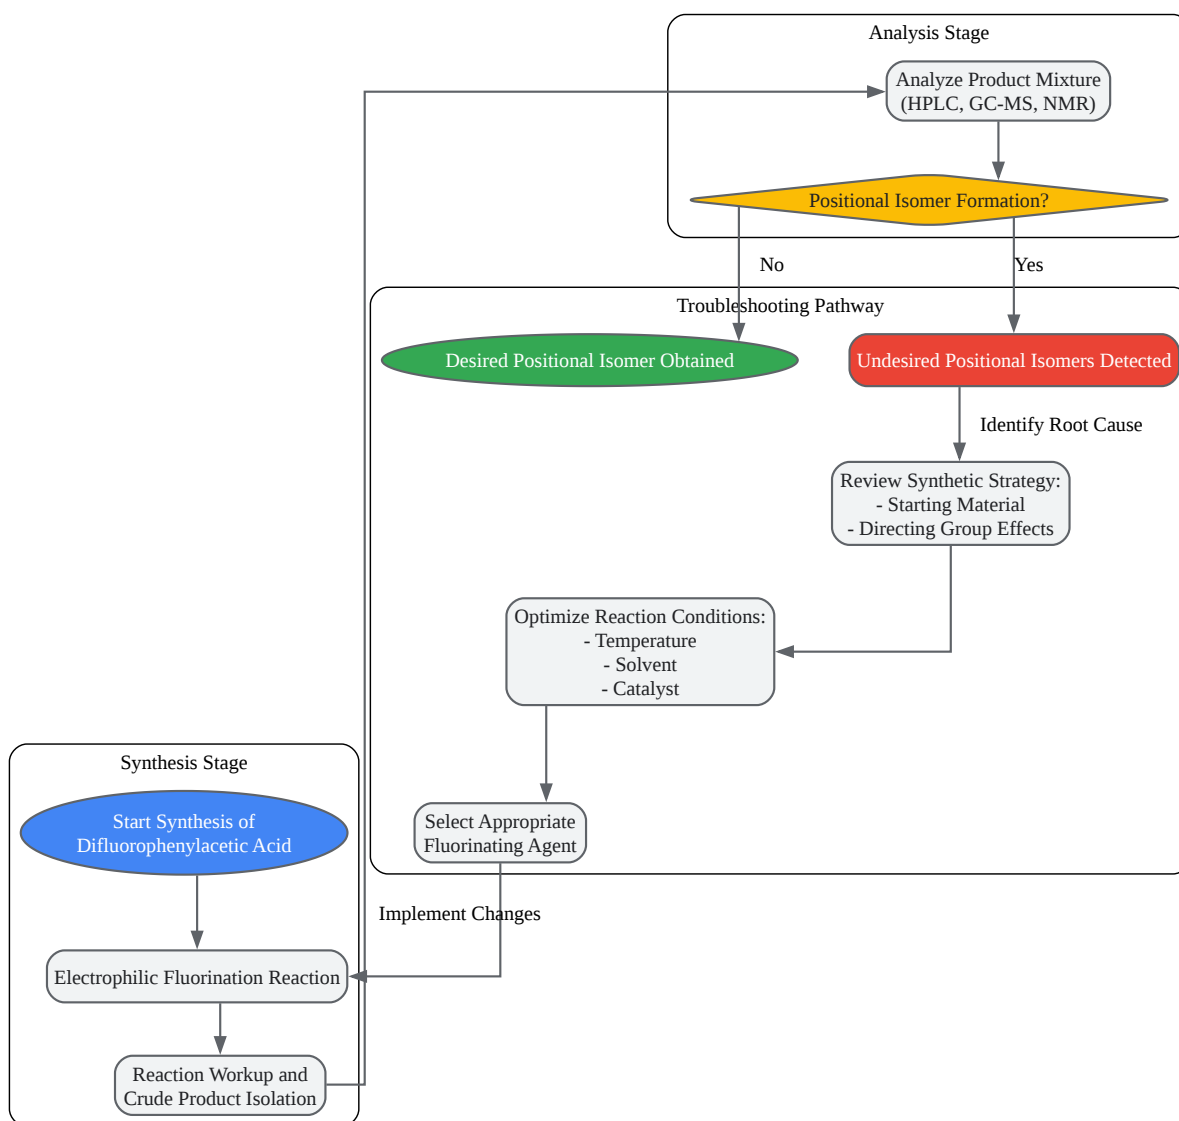 Analysis Stage
Analyze Product Mixture
(HPLC, GC-MS, NMR)
Positional Isomer Formation?
No
Yes
Troubleshooting Pathway
Desired Positional Isomer Obtained
Undesired Positional Isomers Detected
Identify Root Cause
Review Synthetic Strategy:
- Starting Material
- Directing Group Effects
Optimize Reaction Conditions:
- Temperature
- Solvent
- Catalyst
Select Appropriate
Fluorinating Agent
Implement Changes
Synthesis Stage
Start Synthesis of
Difluorophenylacetic Acid
Electrophilic Fluorination Reaction
Reaction Workup and
Crude Product Isolation